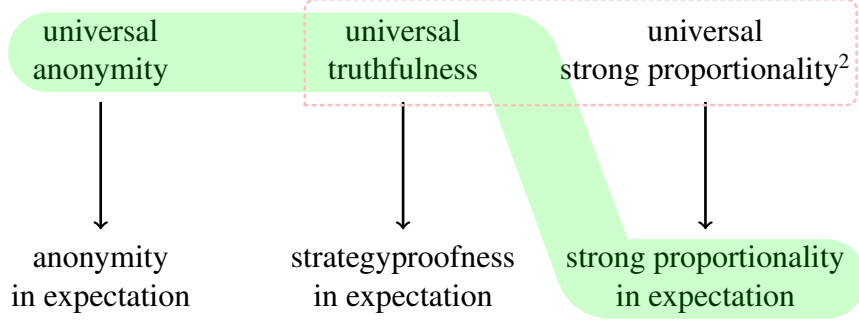 universal
anonymity
universal
truthfulness
universal
strong proportionality²
anonymity
in expectation
strategyproofness
in expectation
strong proportionality
in expectation